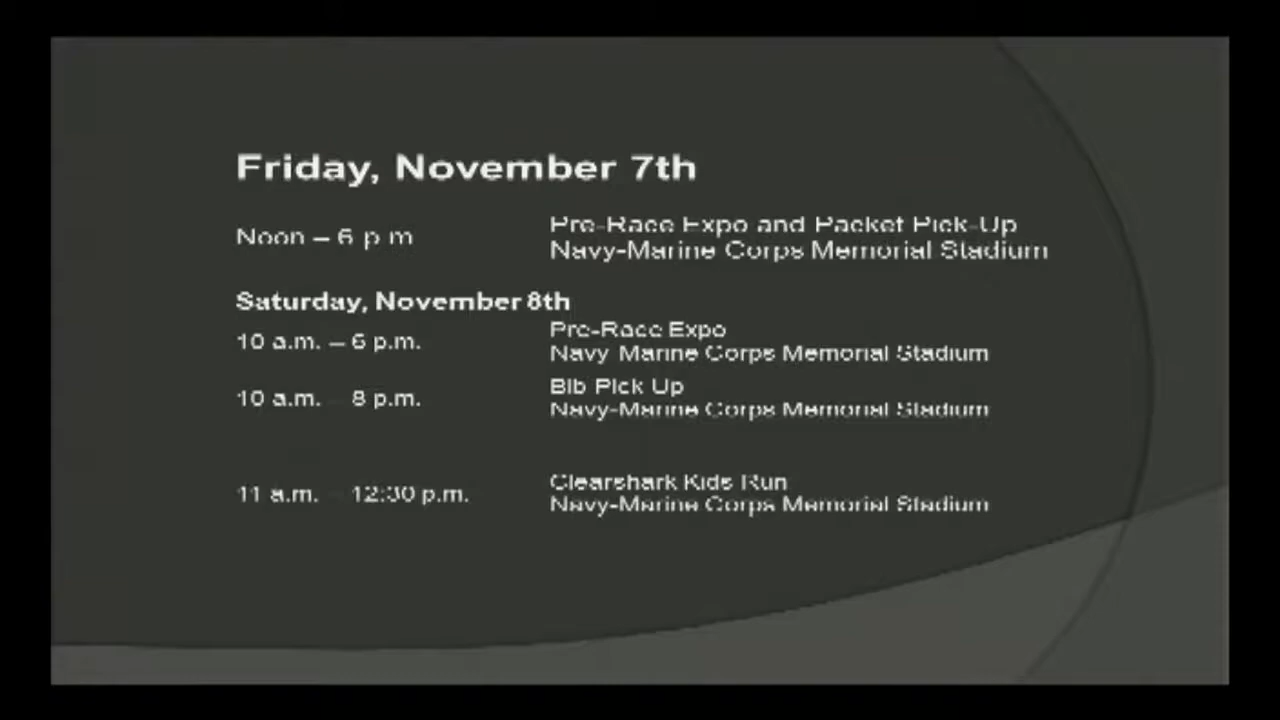 Friday, November 7th
Noon – 6 p.m. Pre-Race Expo and Packet Pick-Up
Navy-Marine Corps Memorial Stadium
Saturday, November 8th
10 a.m. – 6 p.m. Pre-Race Expo
Navy-Marine Corps Memorial Stadium
10 a.m. – 8 p.m. Bib Pick Up
Navy-Marine Corps Memorial Stadium
11 a.m. – 12:30 p.m. Clearshark Kids Run
Navy-Marine Corps Memorial Stadium